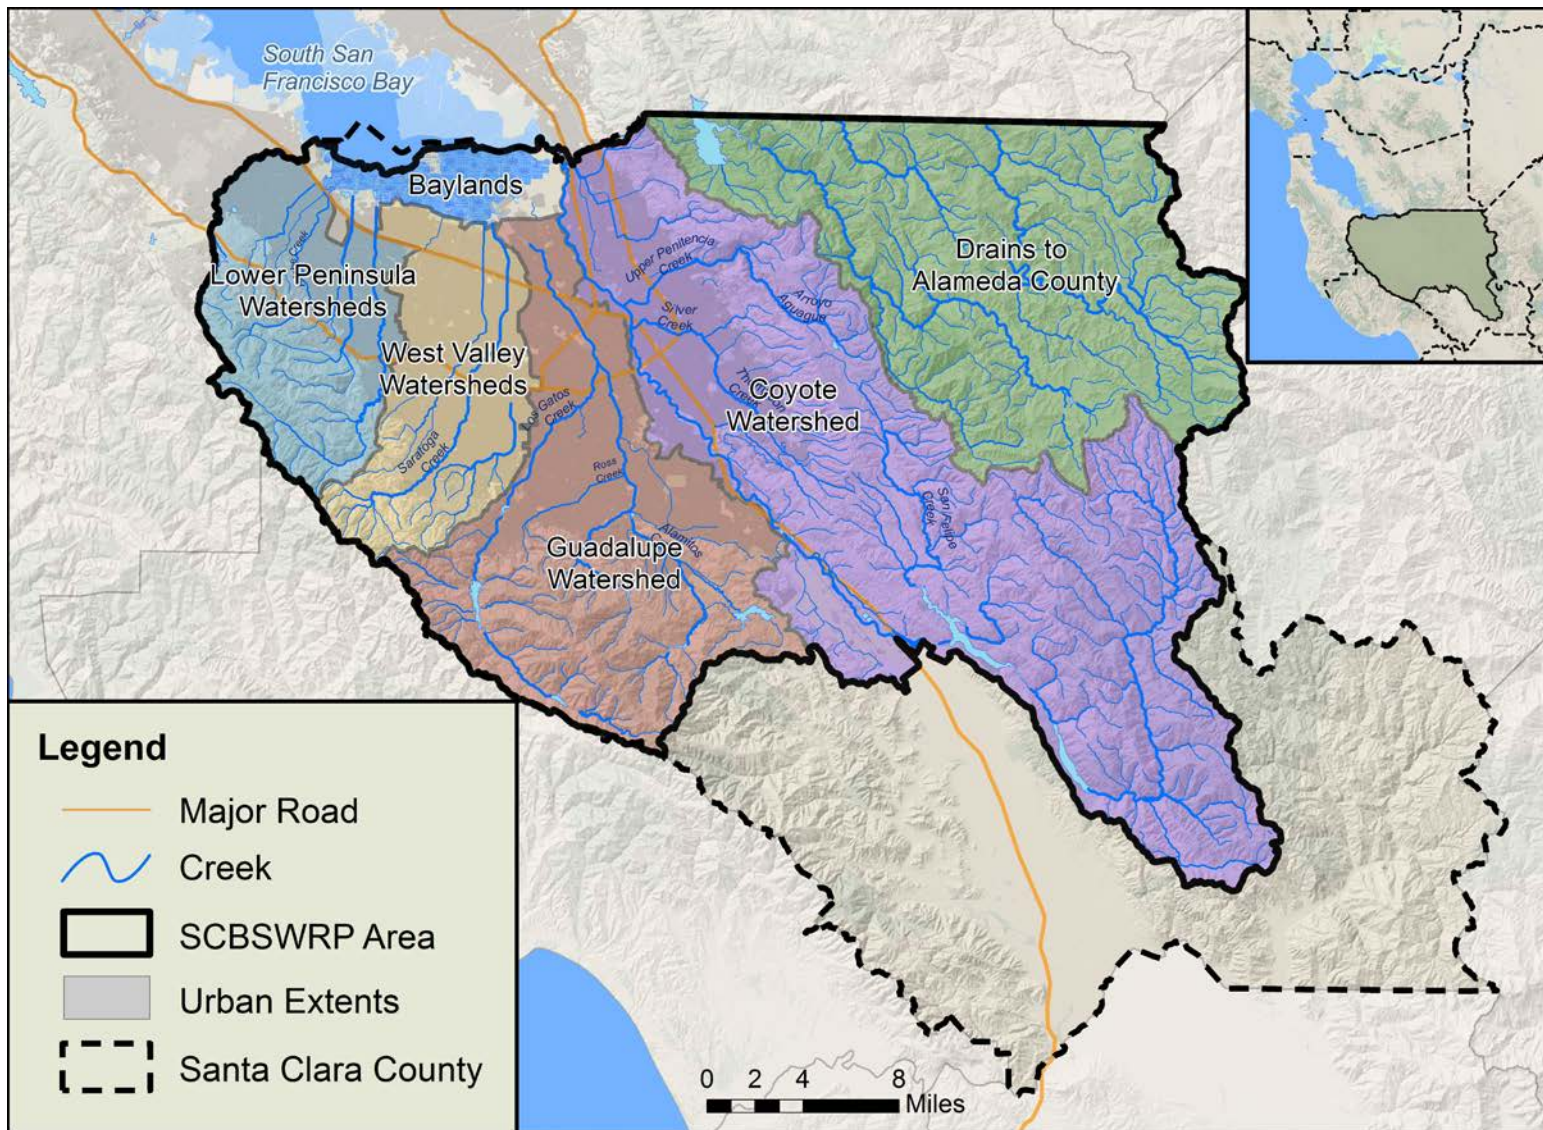 South San
Francisco Bay
Baylands
Creek
Lower Peninsula
Watersheds
West Valley
Watersheds
Saratoga
Creek
Los Gatos
Creek
Ross
Creek
Alamitos
Guadalupe
Watershed
Upper Penitencia
Creek
Silver
Creek
Arroyo
Aguague
Thompson
Creek
Coyote
Watershed
San Felipe
Creek
Drains to
Alameda County
Legend
Major Road
Creek
SCBSWRP Area
Urban Extents
Santa Clara County
0 2 4 8
Miles